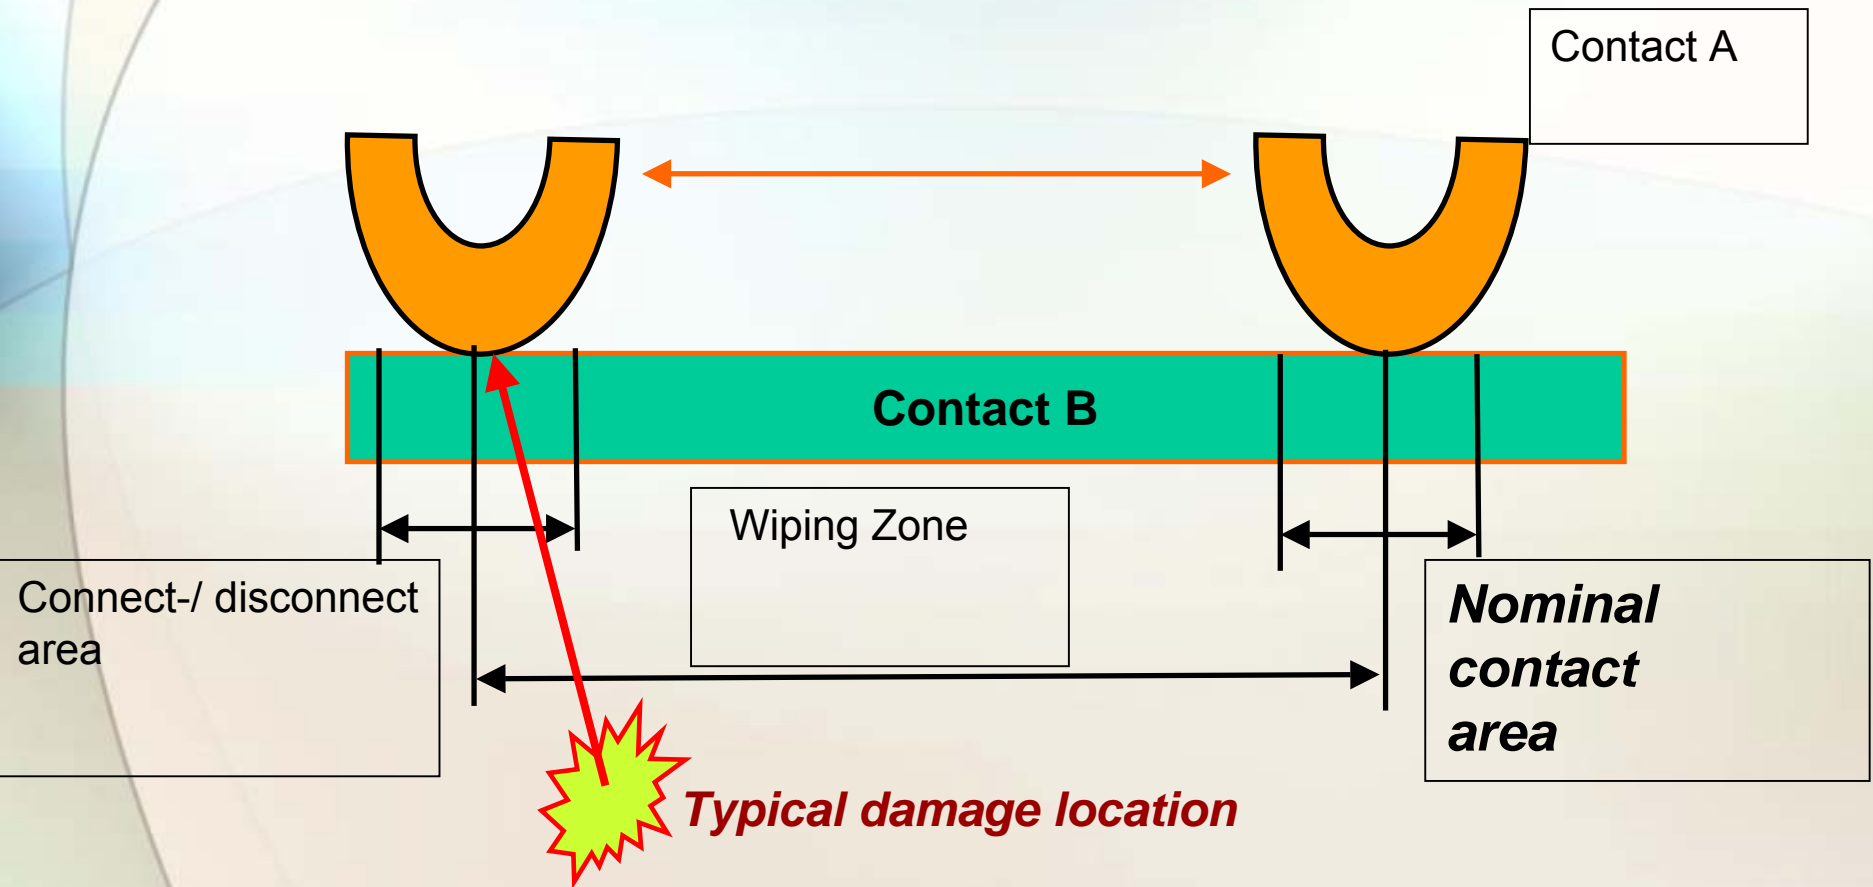 Contact A
Contact B
Wiping Zone
Connect-/ disconnect
area
Nominal
contact
area
Typical damage location